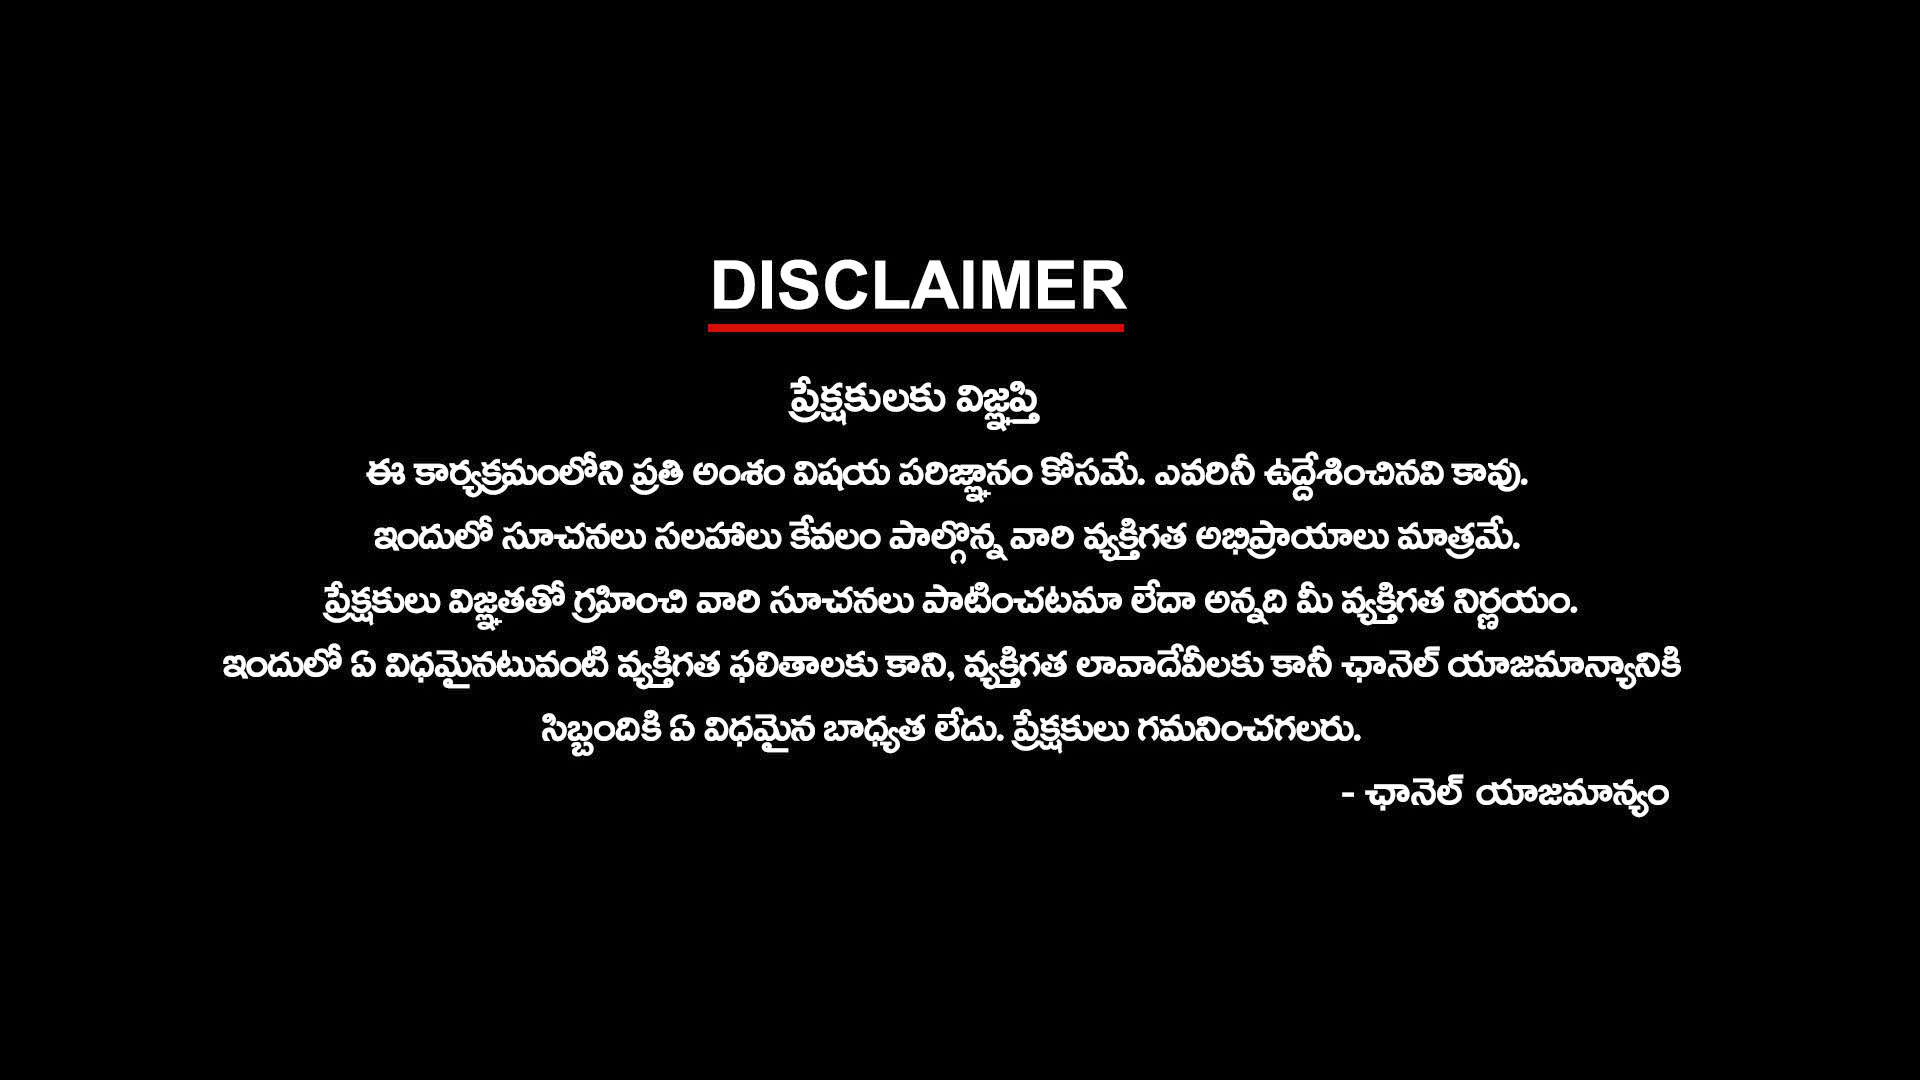 DISCLAIMER
ప్రేక్షకులకు విజ్ఞప్తి
ఈ కార్యక్రమంలోని ప్రతి అంశం విషయ పరిజ్ఞానం కోసమే. ఎవరినీ ఉద్దేశించినవి కావు.
ఇందులో సూచనలు సలహాలు కేవలం పాల్గొన్న వారి వ్యక్తిగత అభిప్రాయాలు మాత్రమే.
ప్రేక్షకులు విజ్ఞతతో గ్రహించి వారి సూచనలు పాటించటమా లేదా అన్నది మీ వ్యక్తిగత నిర్ణయం.
ఇందులో ఏ విధమైనటువంటి వ్యక్తిగత ఫలితాలకు కాని, వ్యక్తిగత లావాదేవీలకు కానీ ఛానెల్ యాజమాన్యానికి
సిబ్బందికి ఏ విధమైన బాధ్యత లేదు. ప్రేక్షకులు గమనించగలరు.
- ఛానెల్ యాజమాన్యం